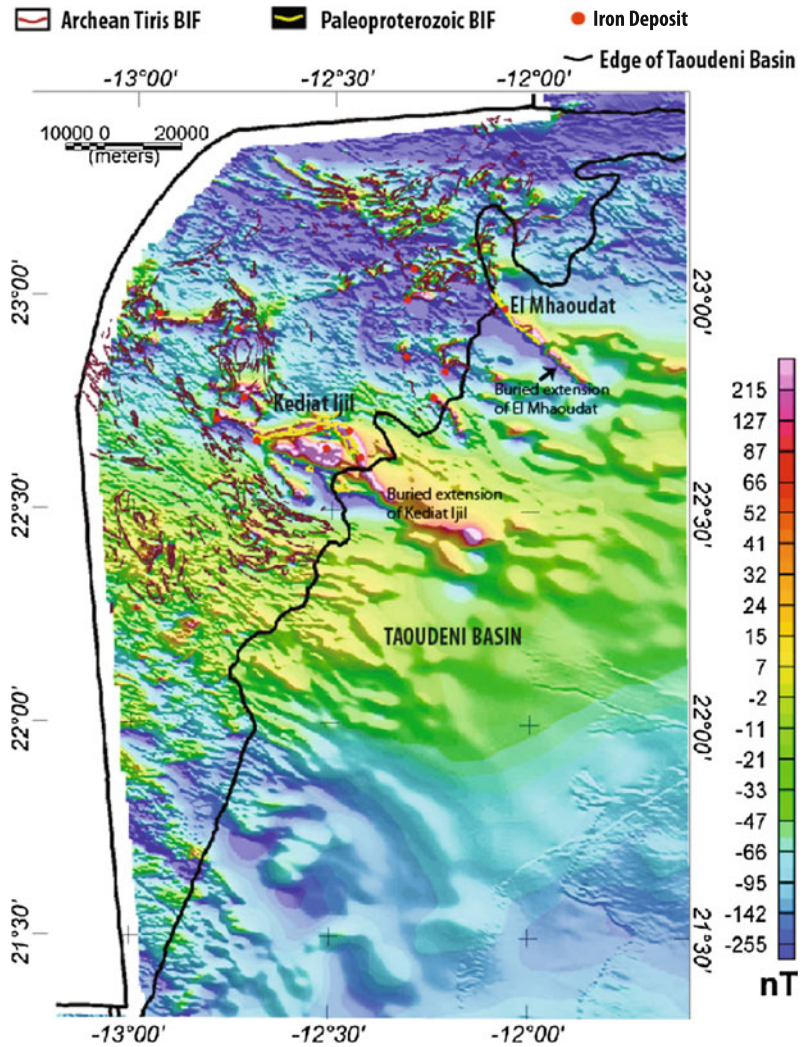 Archean Tiris BIF
Paleoproterozoic BIF
Iron Deposit
Edge of Taoudeni Basin
-13°00'
-12°30'
-12°00'
10000 0 20000
(meters)
23°00'
23°00'
El Mhaoudat
Buried extension
of El Mhaoudat
Kediat Ijil
Buried extension
of Kediat Ijil
22°30'
22°30'
TAOUDENI BASIN
22°00'
22°00'
21°30'
21°30'
-13°00'
-12°30'
-12°00'
215
127
87
66
52
41
32
24
15
7
-2
-11
-21
-33
-47
-66
-95
-142
-255
nT